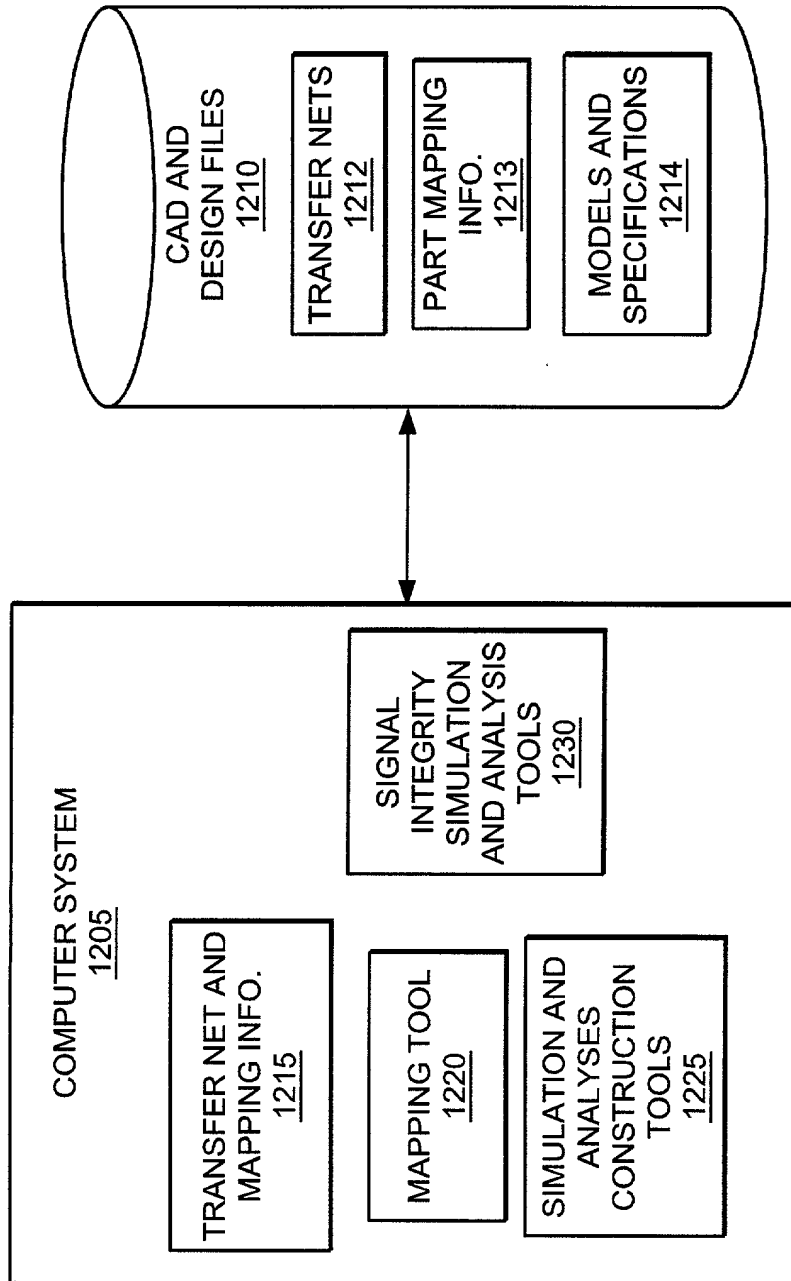 COMPUTER SYSTEM
1205
TRANSFER NET AND
MAPPING INFO.
1215
MAPPING TOOL
1220
SIMULATION AND
ANALYSES
CONSTRUCTION
TOOLS
1225
SIGNAL
INTEGRITY
SIMULATION
AND ANALYSIS
TOOLS
1230
CAD AND
DESIGN FILES
1210
TRANSFER NETS
1212
PART MAPPING
INFO.
1213
MODELS AND
SPECIFICATIONS
1214